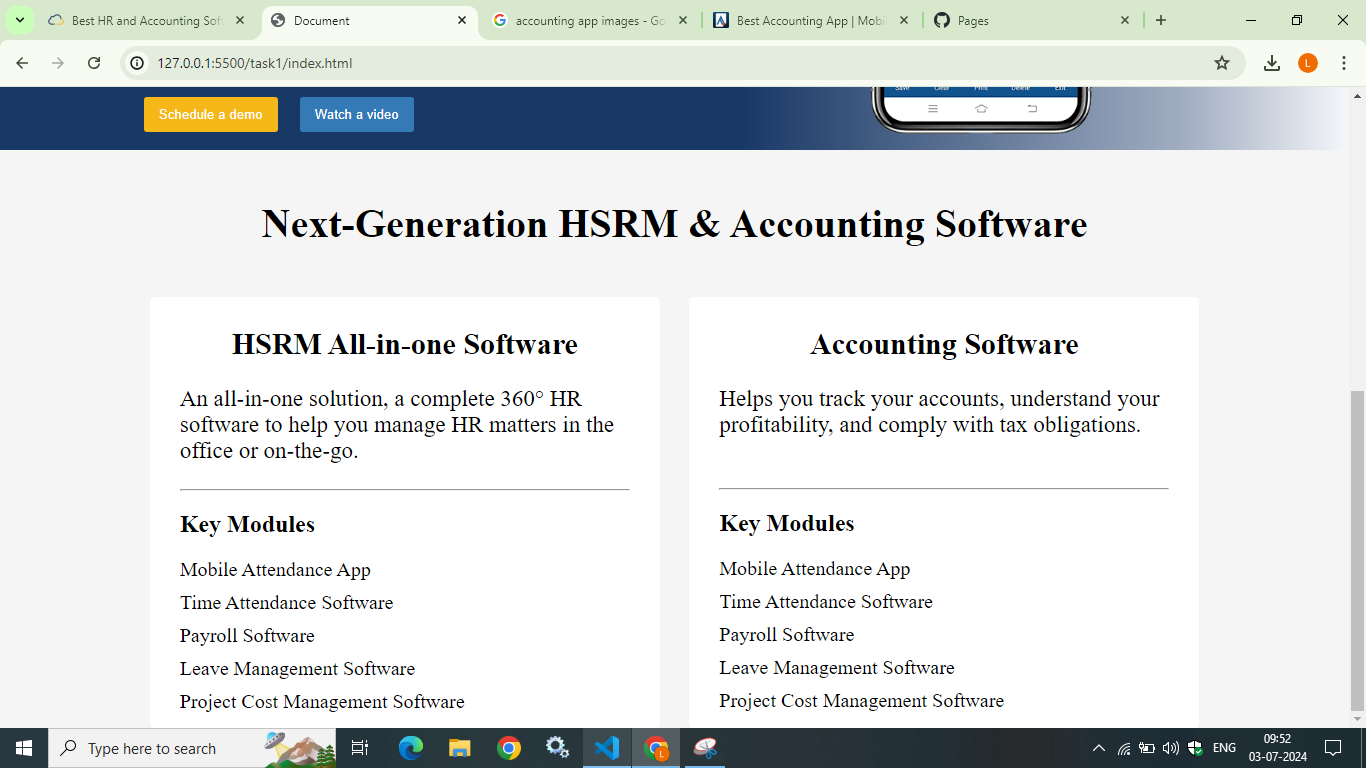 Best HR and Accounting Sof
Document
accounting app images - Go
Best Accounting App | Mobil
Pages
127.0.0.1:5500/task1/index.html
L
Save Clear Print Delete Exit
Schedule a demo
Watch a video
Next-Generation HSRM & Accounting Software
HSRM All-in-one Software
An all-in-one solution, a complete 360° HR
software to help you manage HR matters in the
office or on-the-go.
Key Modules
Mobile Attendance App
Time Attendance Software
Payroll Software
Leave Management Software
Project Cost Management Software
Accounting Software
Helps you track your accounts, understand your
profitability, and comply with tax obligations.
Key Modules
Mobile Attendance App
Time Attendance Software
Payroll Software
Leave Management Software
Project Cost Management Software
Type here to search
L
ENG
09:52
03-07-2024